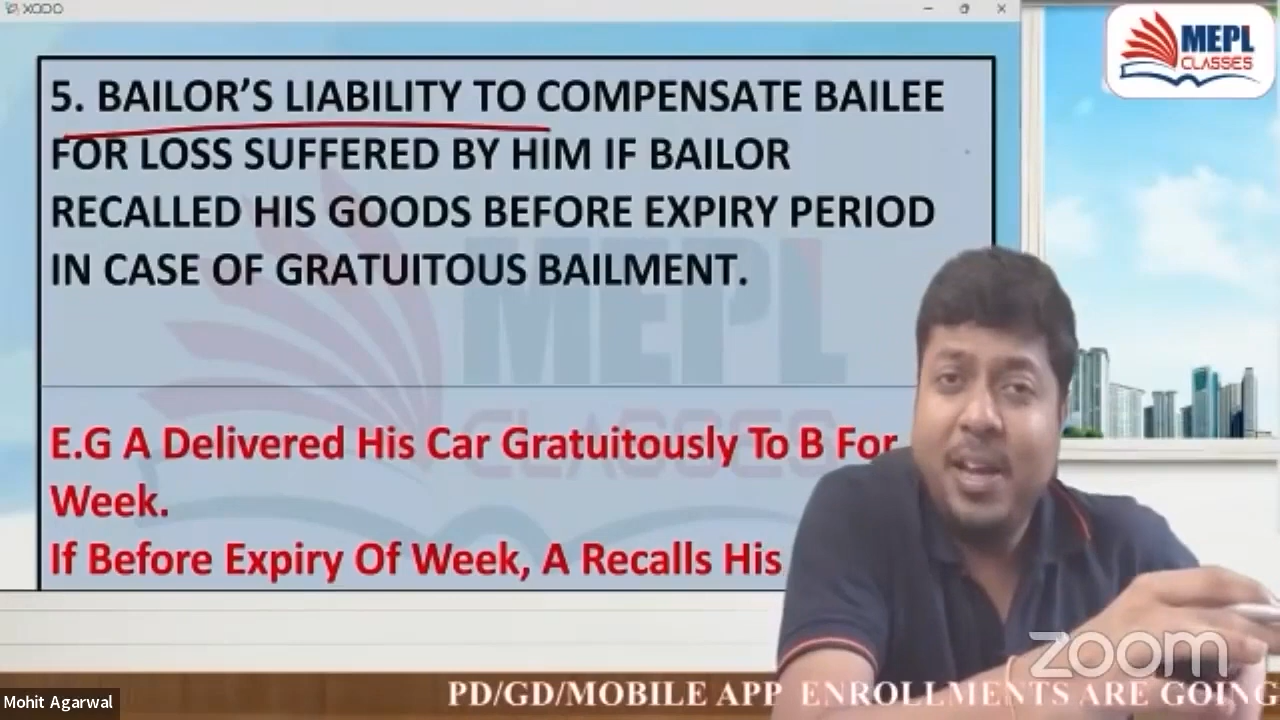 XODO
MEPL
CLASSES
5. BAILOR'S LIABILITY TO COMPENSATE BAILEE
FOR LOSS SUFFERED BY HIM IF BAILOR
RECALLED HIS GOODS BEFORE EXPIRY PERIOD
IN CASE OF GRATUITOUS BAILMENT.
MEPL
CLASSES
E.G A Delivered His Car Gratuitously To B For
Week.
If Before Expiry Of Week, A Recalls His
zoom
Mohit Agarwal
PD/GD/MOBILE APP ENROLLMENTS ARE GOING